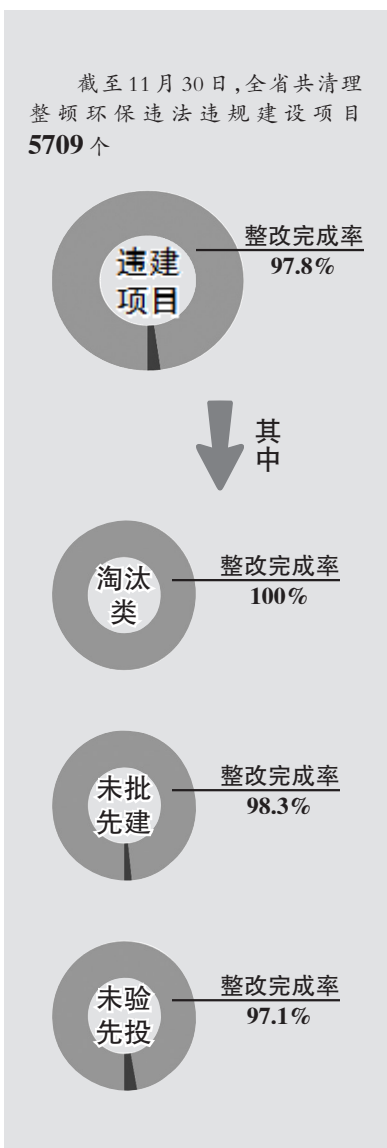 截至11月30日,全省共清理
整顿环保违法违规建设项目
5709个
违建
项目
整改完成率
97.8%
其
中
淘汰
类
整改完成率
100%
未批
先建
整改完成率
98.3%
未验
先投
整改完成率
97.1%